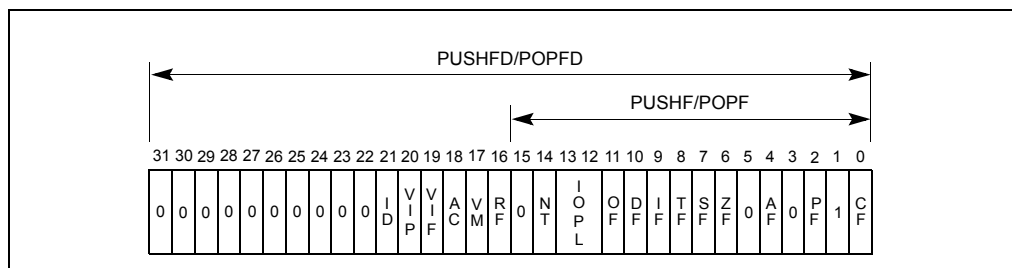 PUSHFD/POPFD
PUSHF/POPF
31 30 29 28 27 26 25 24 23 22 21 20 19 18 17 16 15 14 13 12 11 10 9 8 7 6 5 4 3 2 1 0
0 0 0 0 0 0 0 0 0 0 ID VIP VIF AC VM RF 0 NT IOPL OF DF IF TF SF ZF 0 AF 0 PF 1 CF